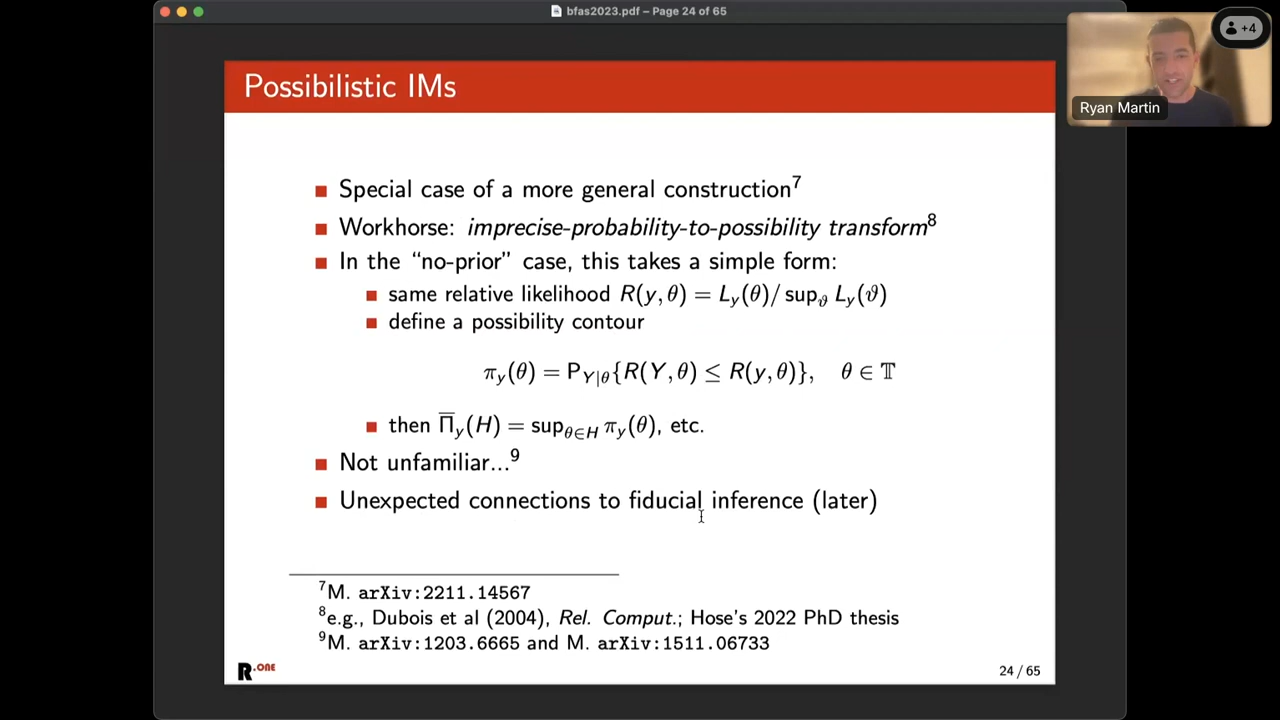 bfas2023.pdf – Page 24 of 65
+4
Ryan Martin
Possibilistic IMs
Special case of a more general construction⁷
Workhorse: imprecise-probability-to-possibility transform⁸
In the “no-prior” case, this takes a simple form:
same relative likelihood R(y, θ) = L_y(θ)/ sup_ϑ L_y(ϑ)
define a possibility contour
π_y(θ) = P_{Y|θ}{R(Y, θ) ≤ R(y, θ)}, θ ∈ 𝕋
then Π̅_y(H) = sup_{θ∈H} π_y(θ), etc.
Not unfamiliar...⁹
Unexpected connections to fiducial inference (later)
⁷M. arXiv:2211.14567
⁸e.g., Dubois et al (2004), Rel. Comput.; Hose's 2022 PhD thesis
⁹M. arXiv:1203.6665 and M. arXiv:1511.06733
R.ONE
24 / 65